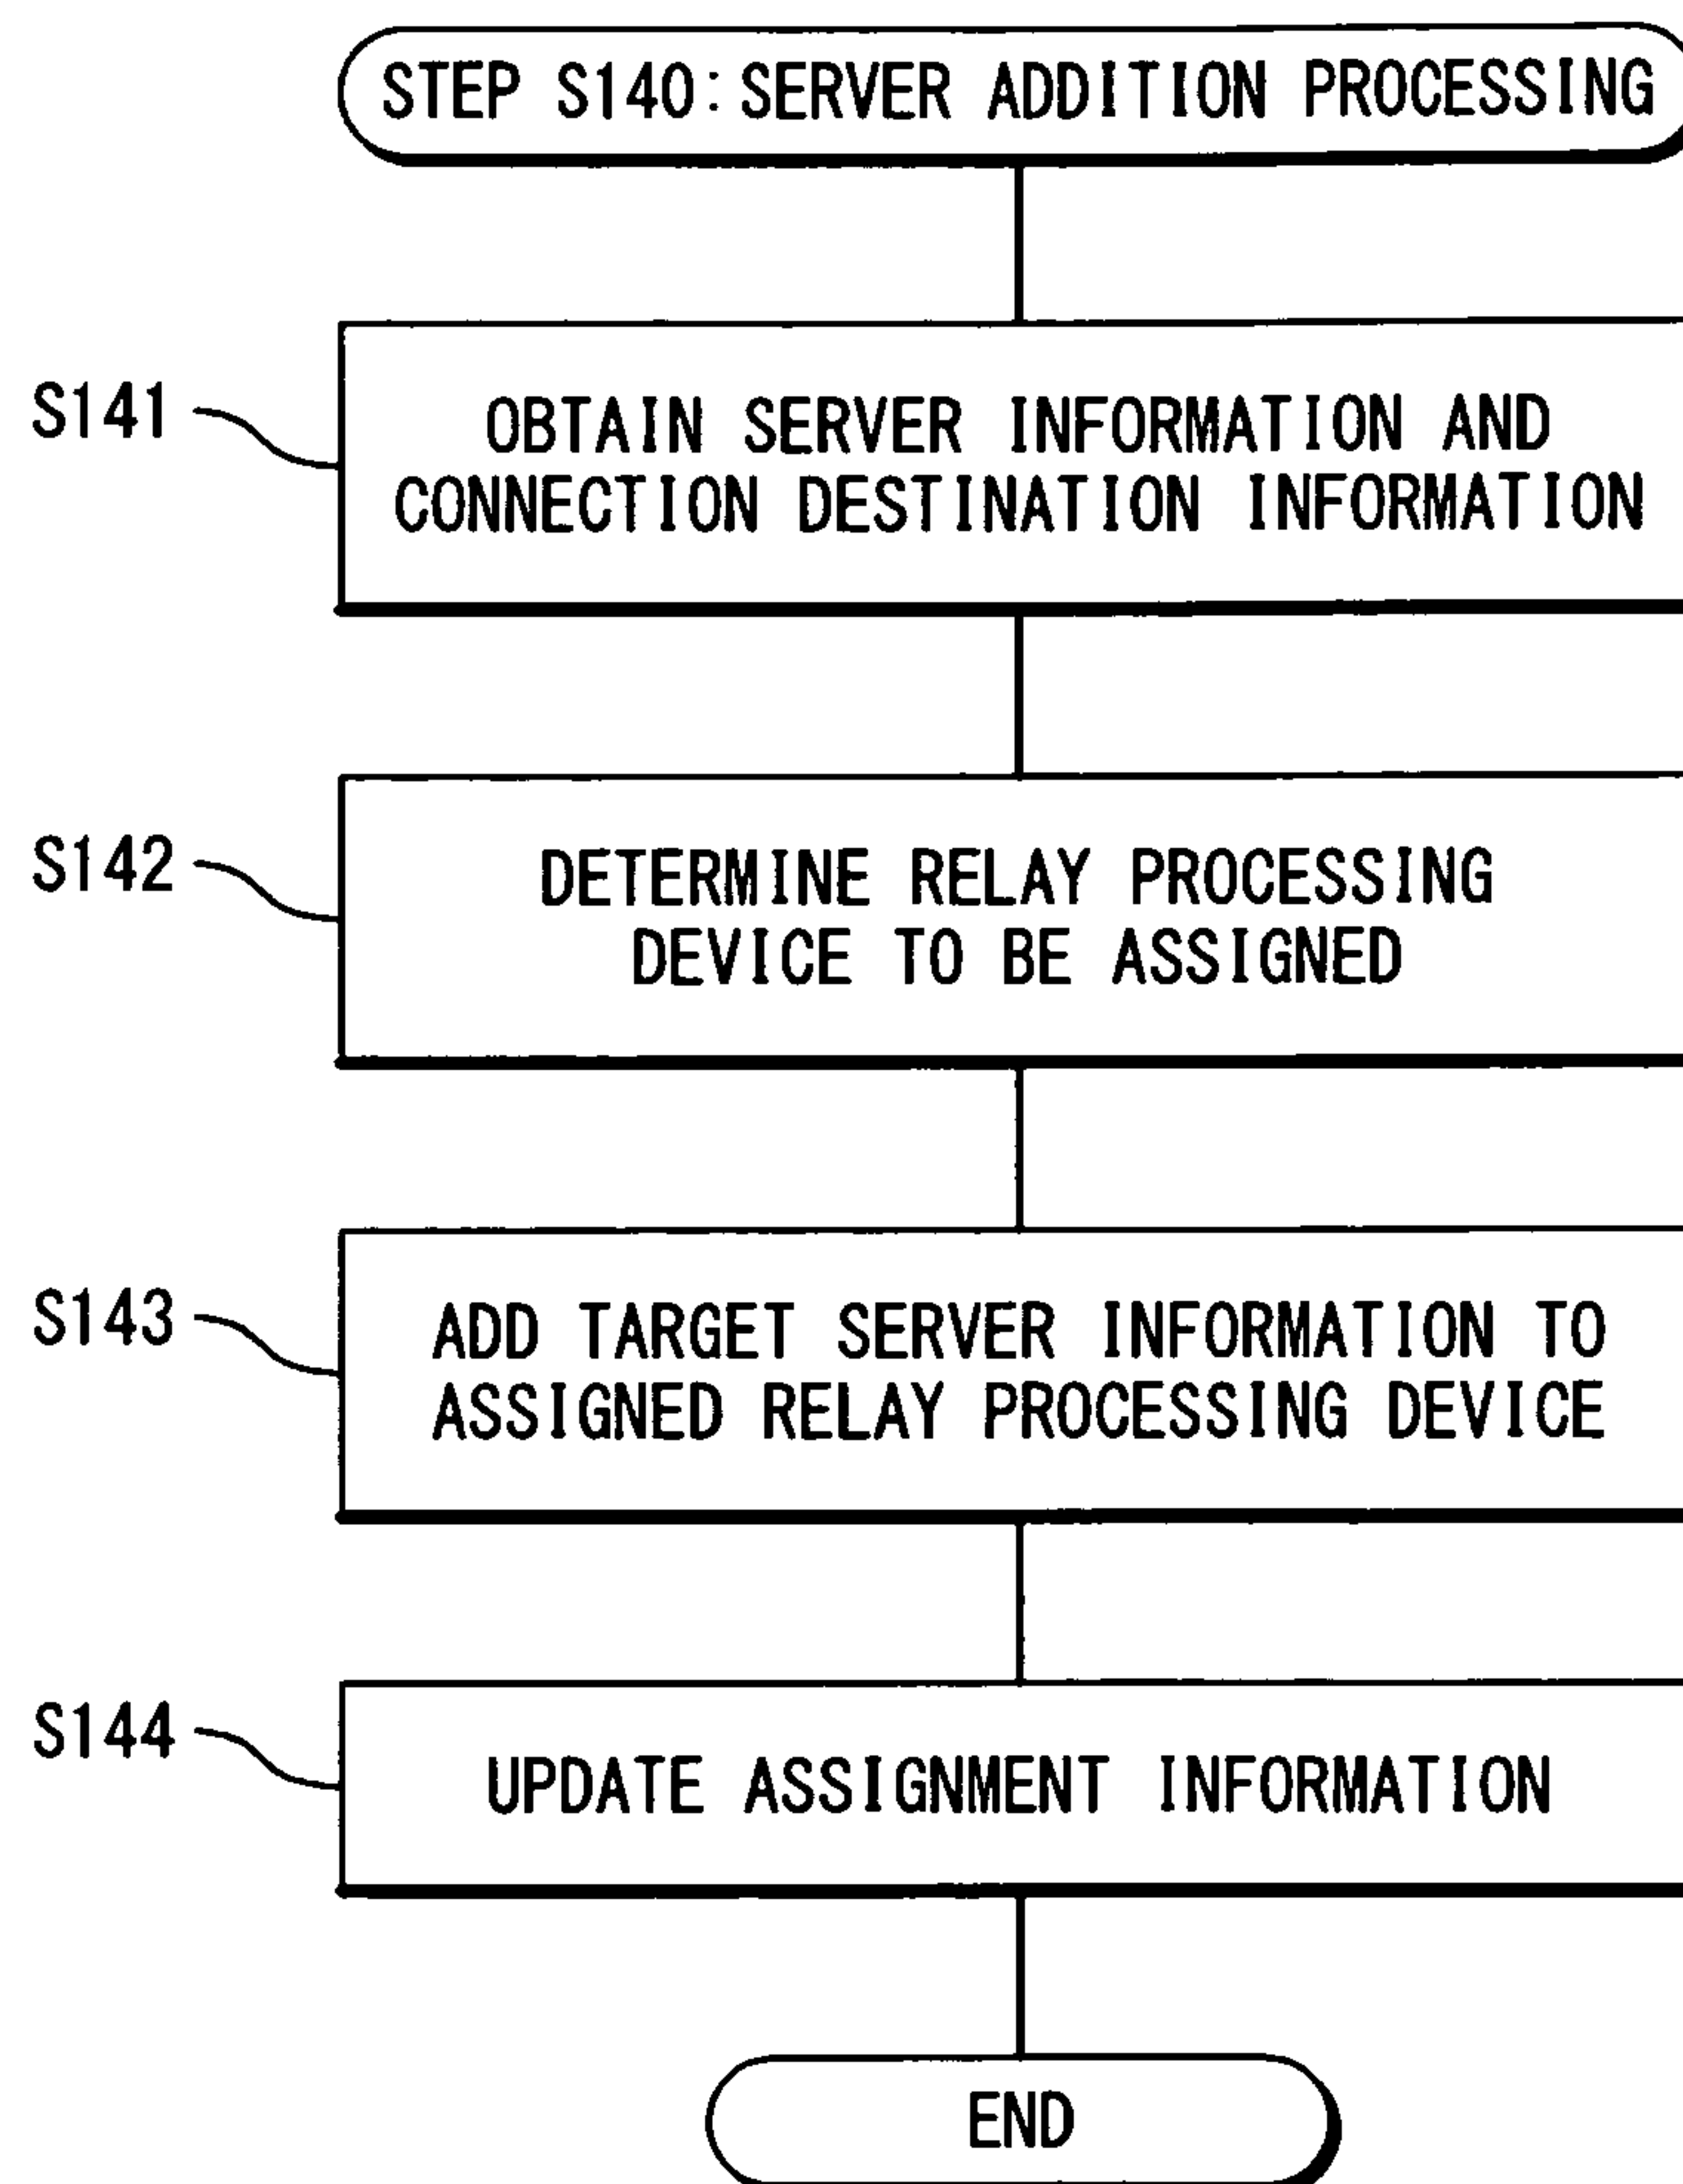 STEP S140:SERVER ADDITION PROCESSING
S141
OBTAIN SERVER INFORMATION AND
CONNECTION DESTINATION INFORMATION
S142
DETERMINE RELAY PROCESSING
DEVICE TO BE ASSIGNED
S143
ADD TARGET SERVER INFORMATION TO
ASSIGNED RELAY PROCESSING DEVICE
S144
UPDATE ASSIGNMENT INFORMATION
END